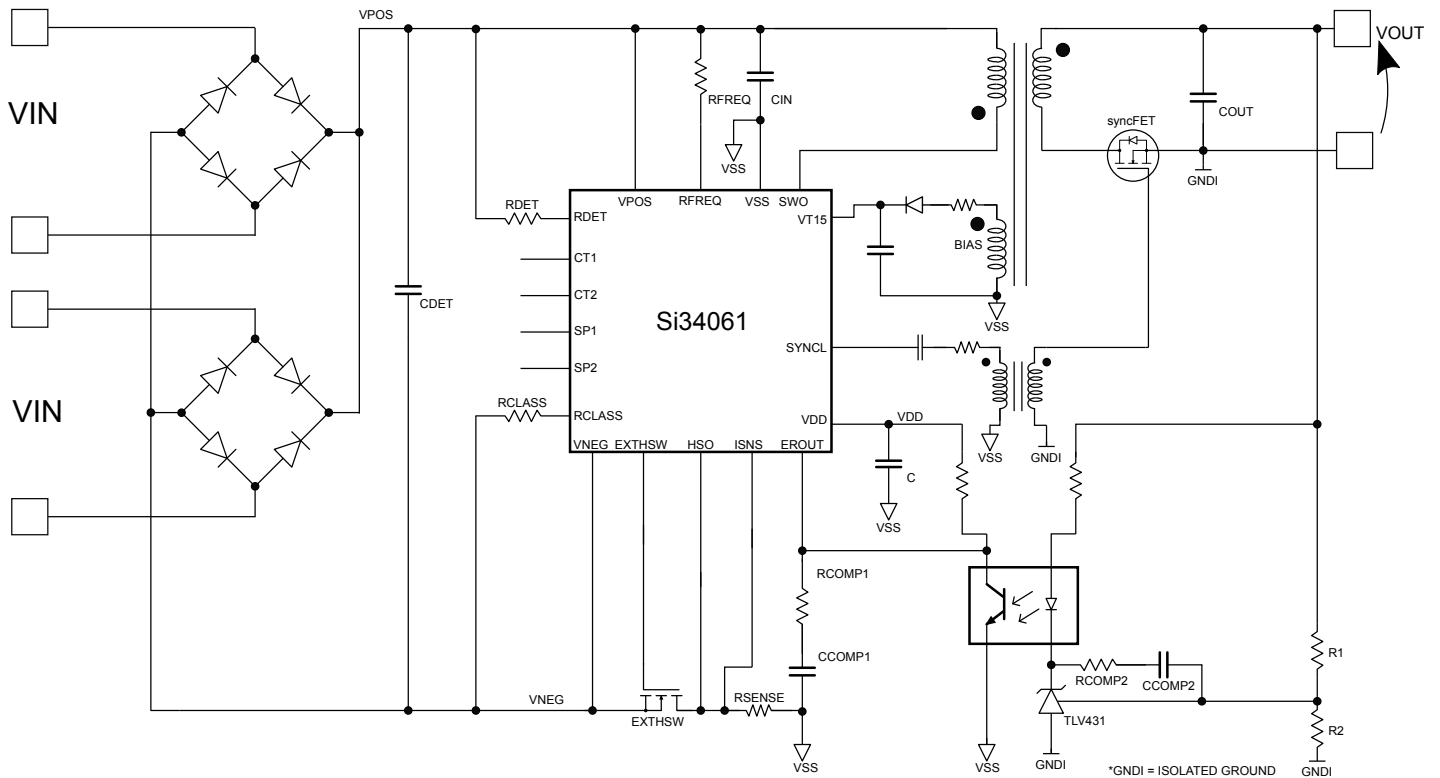 VPOS
VOUT
VIN
RFREQ
CIN
VSS
syncFET
COUT
GNDI
RDET
RDET
VPOS
RFREQ
VSS
SWO
VT15
BIAS
CT1
CT2
SP1
SP2
CDET
Si34061
VSS
SYNCL
VIN
RCLASS
RCLASS
VDD
VDD
VSS
GNDI
VNEG
EXTHSW
HSO
ISNS
EROUT
C
VSS
RCOMP1
CCOMP1
R1
RCOMP2
CCOMP2
VNEG
RSENSE
EXTHSW
TLV431
R2
VSS
VSS
GNDI
*GNDI = ISOLATED GROUND
GNDI